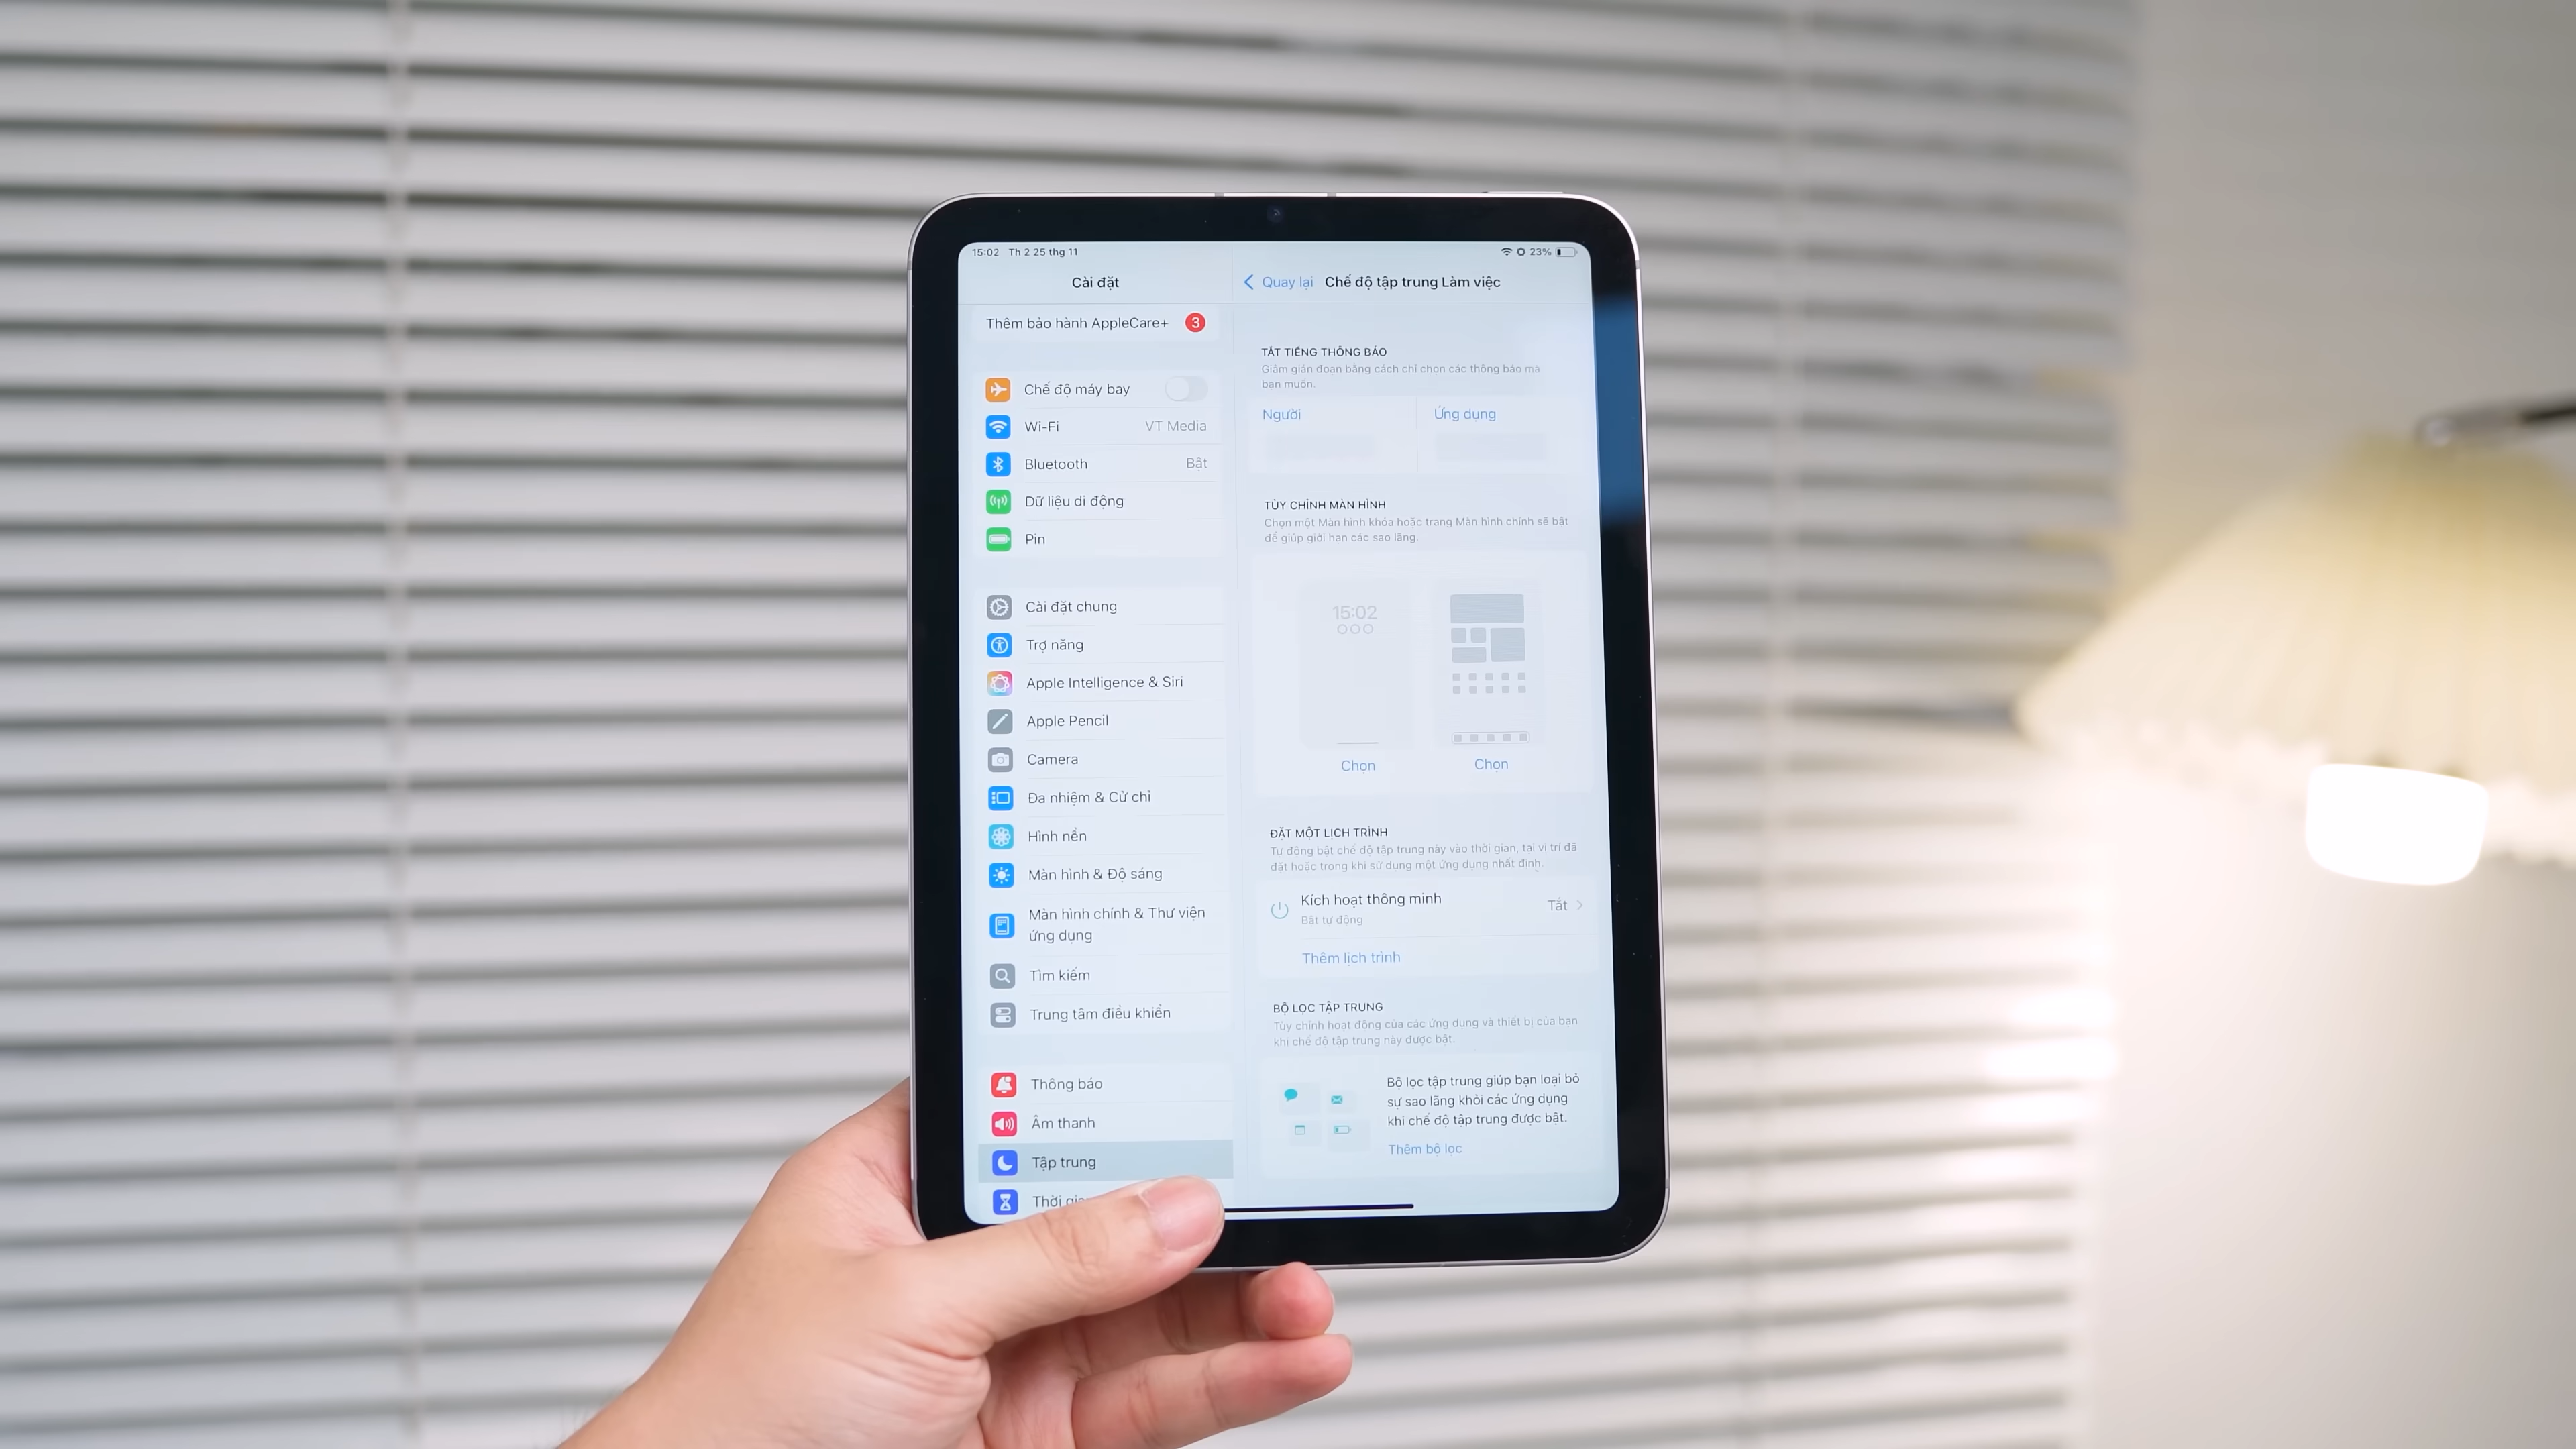 15:02 Th 2 25 thg 11
23%
Cài đặt
Thêm bảo hành AppleCare+ 3
Chế độ máy bay
Wi-Fi VT Media
Bluetooth Bật
Dữ liệu di động
Pin
Cài đặt chung
Trợ năng
Apple Intelligence & Siri
Apple Pencil
Camera
Đa nhiệm & Cử chỉ
Hình nền
Màn hình & Độ sáng
Màn hình chính & Thư viện
ứng dụng
Tìm kiếm
Trung tâm điều khiển
Thông báo
Âm thanh
Tập trung
Thời
Quay lại Chế độ tập trung Làm việc
TẮT TIẾNG THÔNG BÁO
Giảm gián đoạn bằng cách chỉ chọn các thông báo mà
bạn muốn.
Người Ứng dụng
TÙY CHỈNH MÀN HÌNH
Chọn một Màn hình khóa hoặc trang Màn hình chính sẽ bật
để giúp giới hạn các sao lãng.
15:02
Chọn Chọn
ĐẶT MỘT LỊCH TRÌNH
Tự động bật chế độ tập trung này vào thời gian, tại vị trí đã
đặt hoặc trong khi sử dụng một ứng dụng nhất định.
Kích hoạt thông minh Tắt
Bật tự động
Thêm lịch trình
BỘ LỌC TẬP TRUNG
Tùy chỉnh hoạt động của các ứng dụng và thiết bị của bạn
khi chế độ tập trung này được bật.
Bộ lọc tập trung giúp bạn loại bỏ
sự sao lãng khỏi các ứng dụng
khi chế độ tập trung được bật.
Thêm bộ lọc